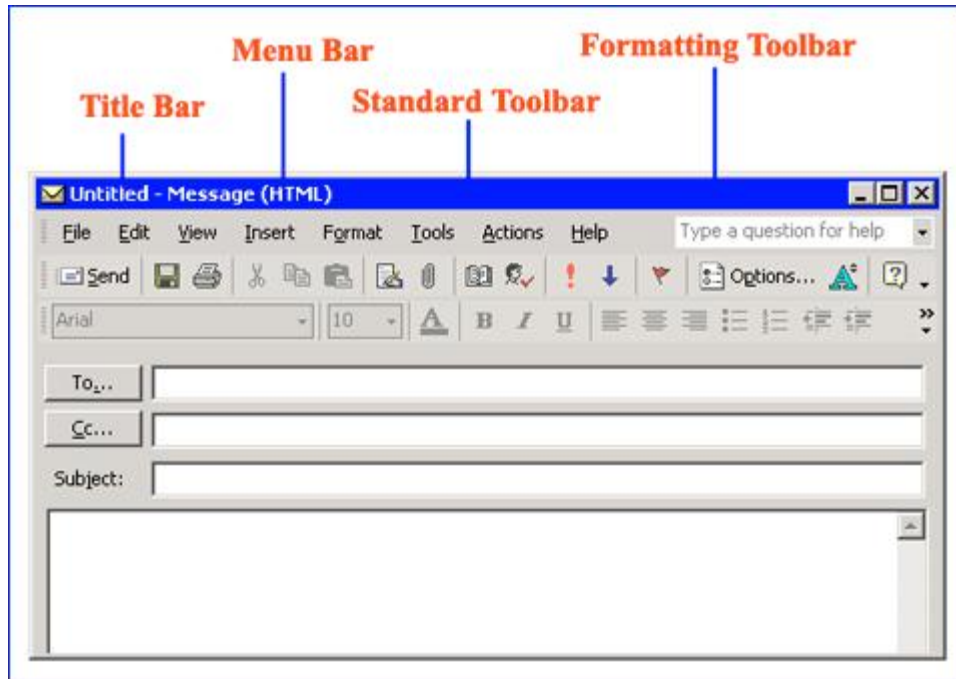 Menu Bar
Formatting Toolbar
Title Bar
Standard Toolbar
Untitled - Message (HTML)
File Edit View Insert Format Tools Actions Help Type a question for help
Send Options... A ?
Arial 10 A B I U
To...
Cc...
Subject: